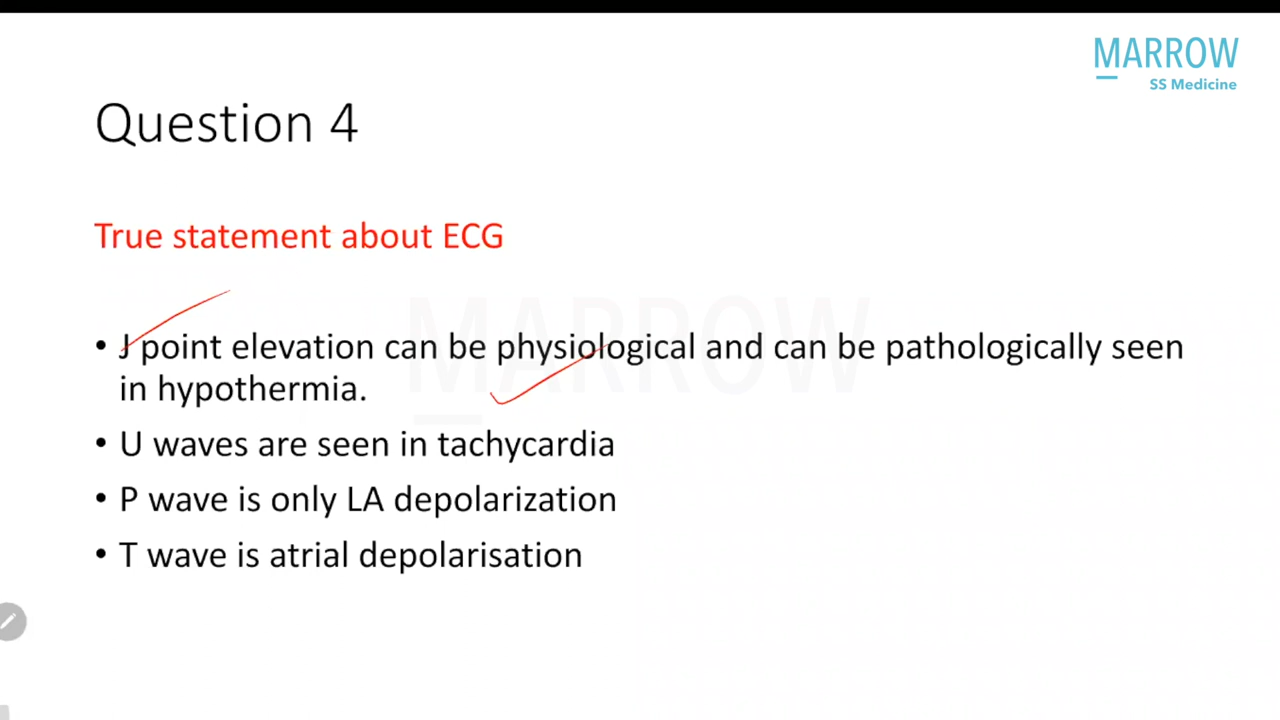 MARROW
SS Medicine
Question 4
True statement about ECG
MARROW
• J point elevation can be physiological and can be pathologically seen
in hypothermia.
• U waves are seen in tachycardia
• P wave is only LA depolarization
• T wave is atrial depolarisation